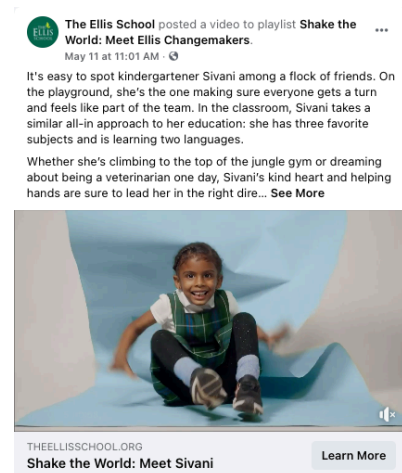 ELLIS
The Ellis School posted a video to playlist Shake the
World: Meet Ellis Changemakers.
May 11 at 11:01 AM ·
It's easy to spot kindergartener Sivani among a flock of friends. On
the playground, she's the one making sure everyone gets a turn
and feels like part of the team. In the classroom, Sivani takes a
similar all-in approach to her education: she has three favorite
subjects and is learning two languages.
Whether she's climbing to the top of the jungle gym or dreaming
about being a veterinarian one day, Sivani's kind heart and helping
hands are sure to lead her in the right dire... See More
THEELLISSCHOOL.ORG
Shake the World: Meet Sivani
Learn More